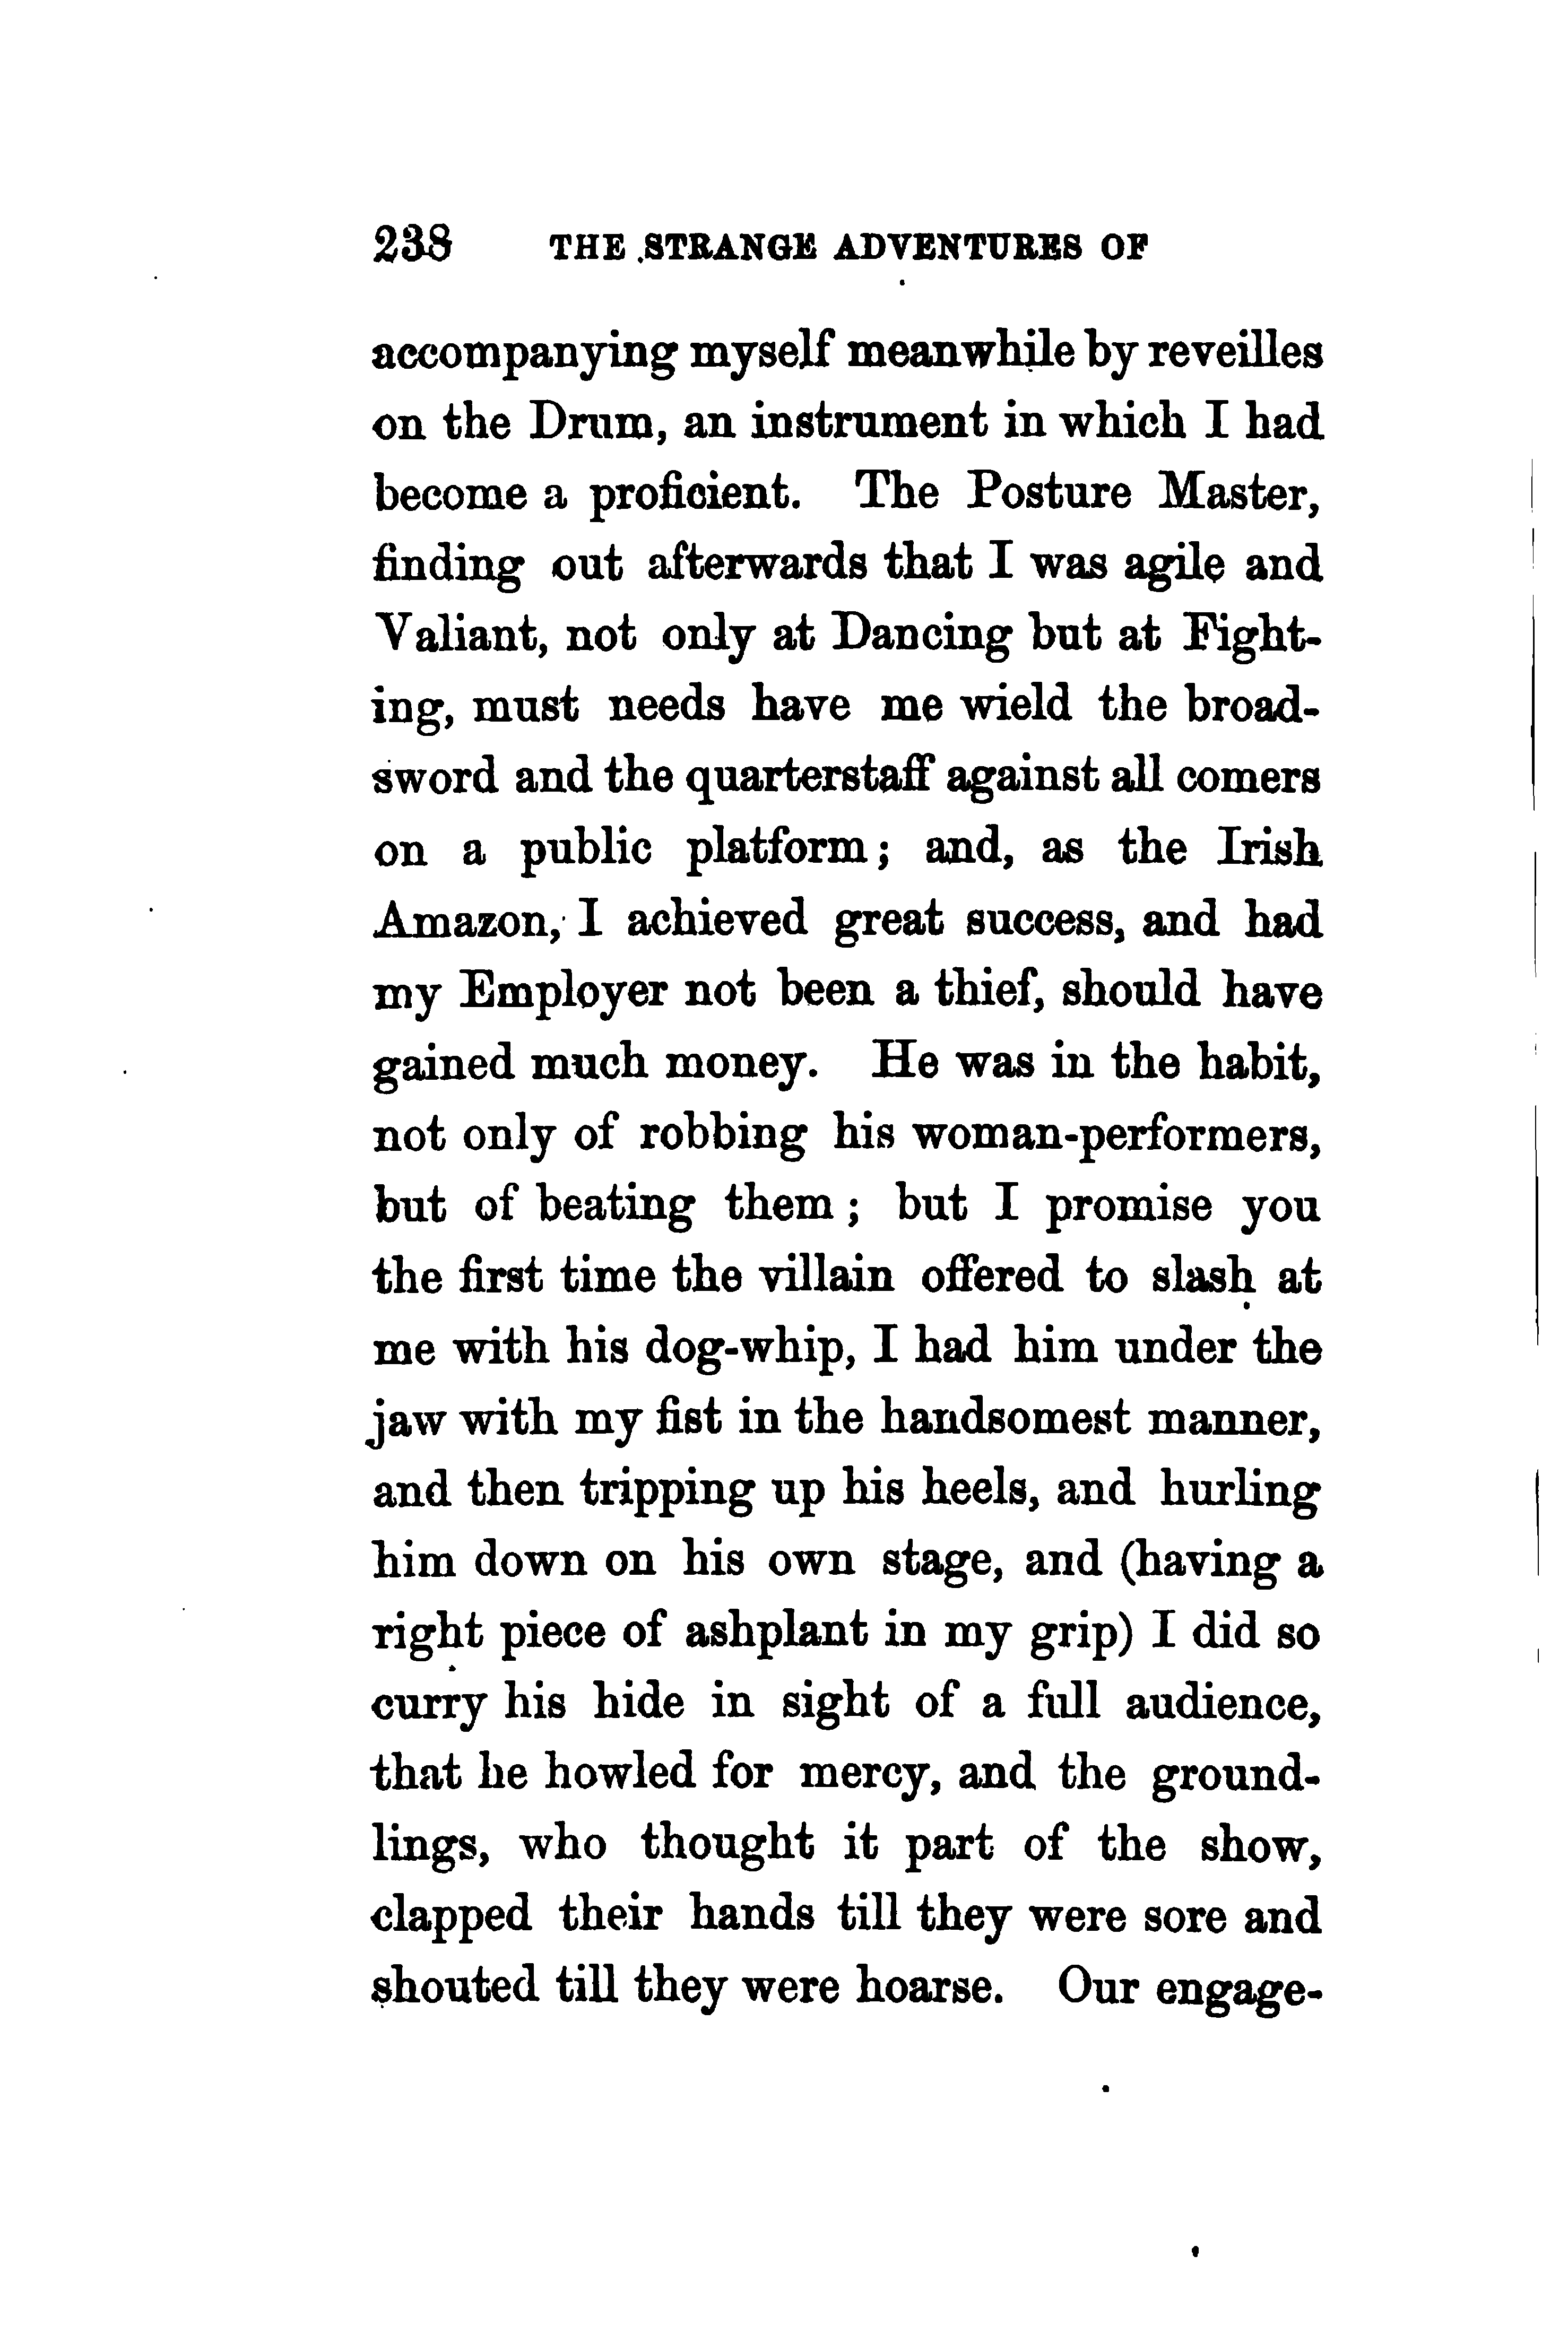 238 THE STRANGE ADVENTURES OF
accompanying myself meanwhile by reveilles
on the Drum, an instrument in which I had
become a proficient. The Posture Master,
finding out afterwards that I was agile and
Valiant, not only at Dancing but at Fight-
ing, must needs have me wield the broad-
sword and the quarterstaff against all comers
on a public platform; and, as the Irish
Amazon, I achieved great success, and had
my Employer not been a thief, should have
gained much money. He was in the habit,
not only of robbing his woman-performers,
but of beating them; but I promise you
the first time the villain offered to slash at
me with his dog-whip, I had him under the
jaw with my fist in the handsomest manner,
and then tripping up his heels, and hurling
him down on his own stage, and (having a
right piece of ashplant in my grip) I did so
curry his hide in sight of a full audience,
that he howled for mercy, and the ground-
lings, who thought it part of the show,
clapped their hands till they were sore and
shouted till they were hoarse. Our engage-